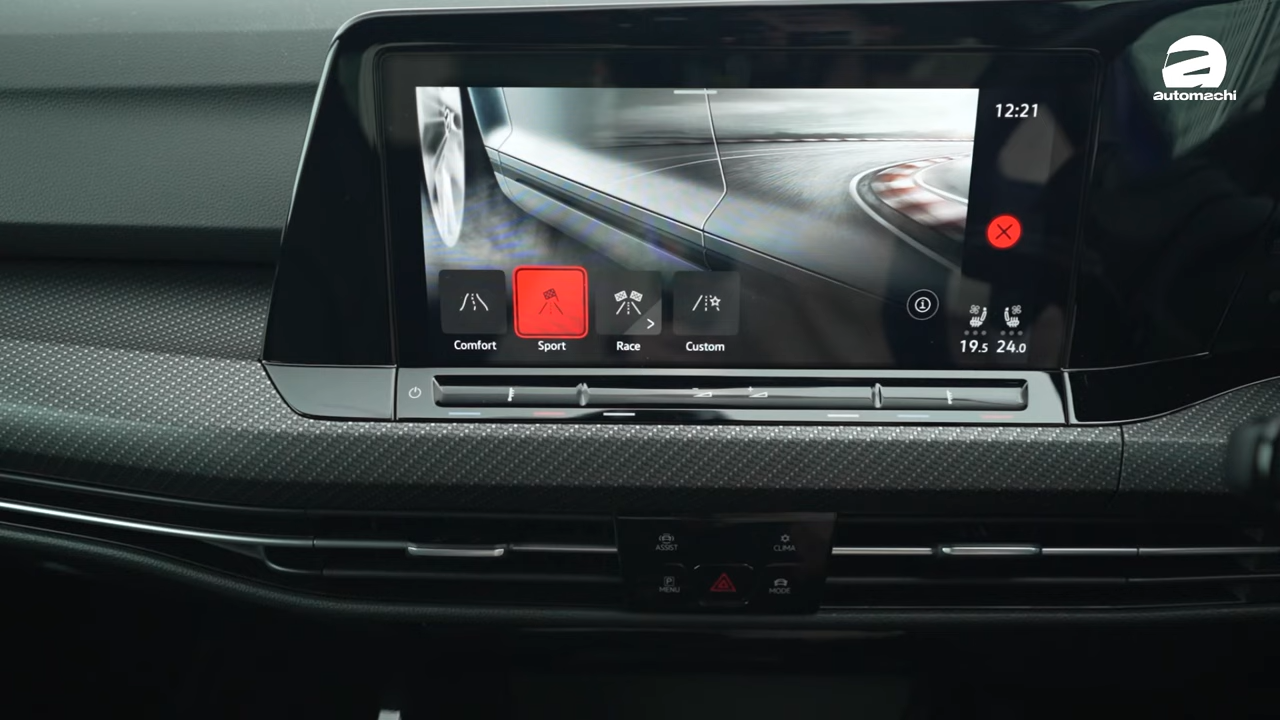 automachi
12:21
Comfort
Sport
Race
Custom
19.5
24.0
ASSIST
CLIMA
P
MENU
MODE